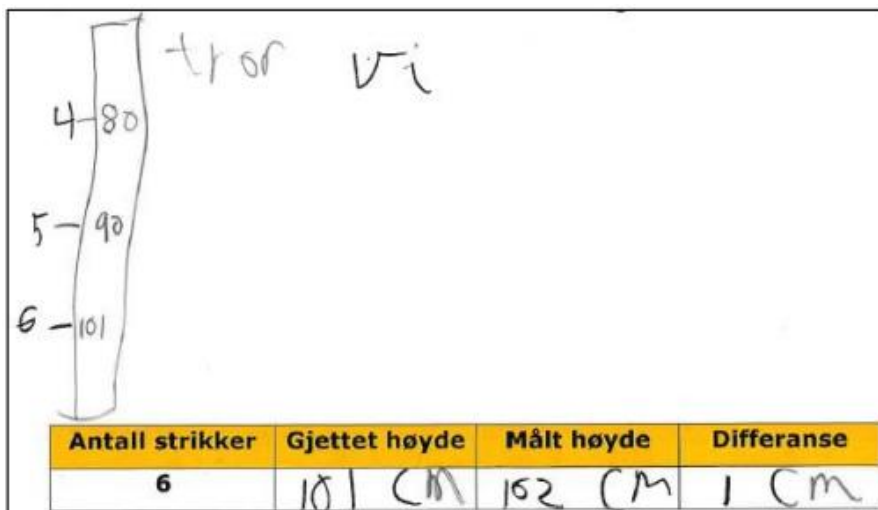 tror vi
4 80
5 90
6 101
Antall strikker Gjettet høyde Målt høyde Differanse
6 101 CM 102 CM 1 CM